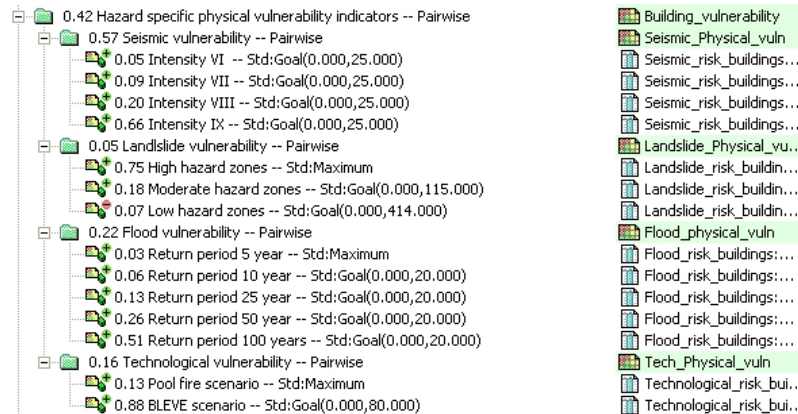 0.42 Hazard specific physical vulnerability indicators -- Pairwise Building_vulnerability
0.57 Seismic vulnerability -- Pairwise Seismic_Physical_vuln
0.05 Intensity VI -- Std:Goal(0.000,25.000) Seismic_risk_buildings...
0.09 Intensity VII -- Std:Goal(0.000,25.000) Seismic_risk_buildings...
0.20 Intensity VIII -- Std:Goal(0.000,25.000) Seismic_risk_buildings...
0.66 Intensity IX -- Std:Goal(0.000,25.000) Seismic_risk_buildings...
0.05 Landlslide vulnerability -- Pairwise Landslide_Physical_vu...
0.75 High hazard zones -- Std:Maximum Landslide_risk_buildin...
0.18 Moderate hazard zones -- Std:Goal(0.000,115.000) Landslide_risk_buildin...
0.07 Low hazard zones -- Std:Goal(0.000,414.000) Landslide_risk_buildin...
0.22 Flood vulnerability -- Pairwise Flood_physical_vuln
0.03 Return period 5 year -- Std:Maximum Flood_risk_buildings:...
0.06 Return period 10 year -- Std:Goal(0.000,20.000) Flood_risk_buildings:...
0.13 Return period 25 year -- Std:Goal(0.000,20.000) Flood_risk_buildings:...
0.26 Return period 50 year -- Std:Goal(0.000,20.000) Flood_risk_buildings:...
0.51 Return period 100 years -- Std:Goal(0.000,20.000) Flood_risk_buildings:...
0.16 Technological vulnerability -- Pairwise Tech_Physical_vuln
0.13 Pool fire scenario -- Std:Maximum Technological_risk_bui...
0.88 BLEVE scenario -- Std:Goal(0.000,80.000) Technological_risk_bui...